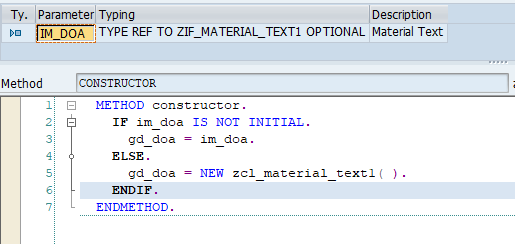 Ty. Parameter Typing Description
IM_DOA TYPE REF TO ZIF_MATERIAL_TEXT1 OPTIONAL Material Text
Method CONSTRUCTOR
1 METHOD constructor.
2 IF im_doa IS NOT INITIAL.
3 gd_doa = im_doa.
4 ELSE.
5 gd_doa = NEW zcl_material_text1( ).
6 ENDIF.
7 ENDMETHOD.